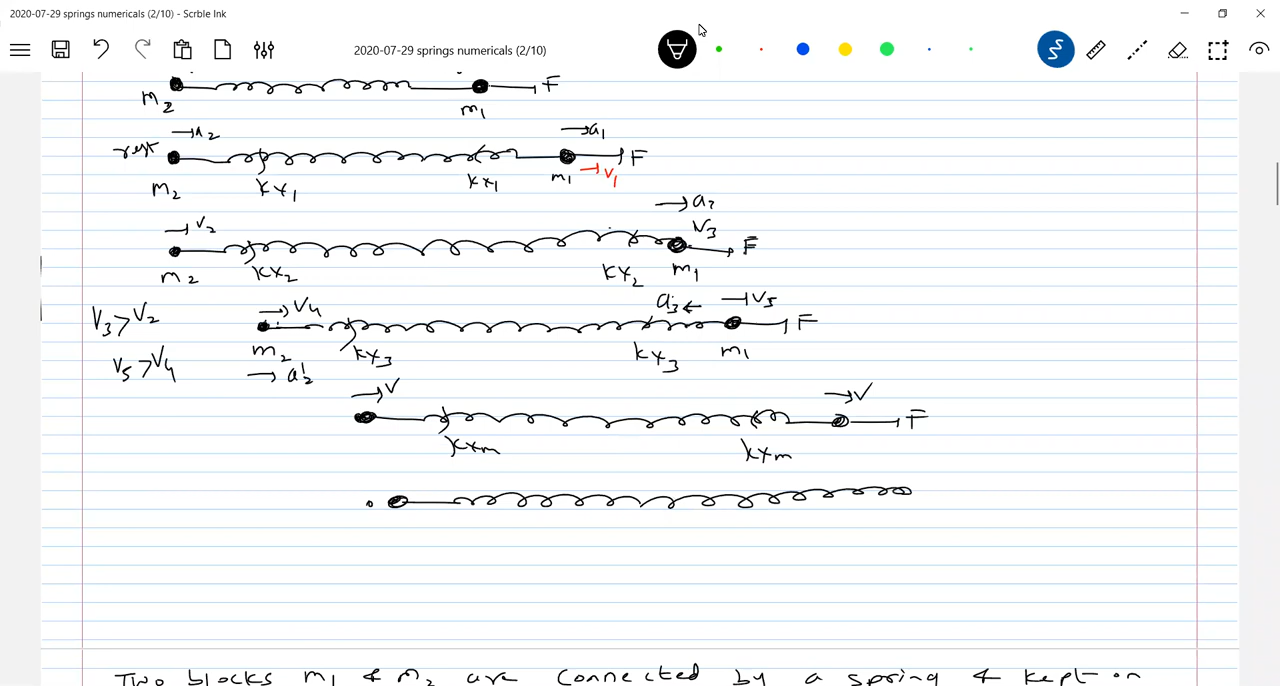 2020-07-29 springs numericals (2/10) - Scrble Ink
2020-07-29 springs numericals (2/10)
m2 m1 F
rest a2 a1
m2 kx1 kx1 m1 v1 F
v2 a2 v3
m2 kx2 kx2 m1 F
v3 > v2 v4 a3 v5 F
v5 > v4 m2 kx3 kx3 m1
a2'
v v F
kxm kxm
Two blocks m1 & m2 are connected by a spring & kept on